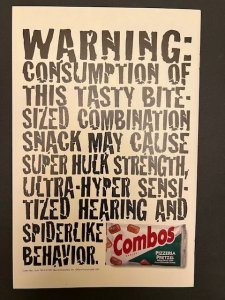 WARNING:
CONSUMPTION OF
THIS TASTY BITE-
SIZED COMBINATION
SNACK MAY CAUSE
SUPER HULK STRENGTH,
ULTRA-HYPER SENSI-
TIZED HEARING AND
SPIDERLIKE
BEHAVIOR.
Combos
PIZZERIA
PRETZEL